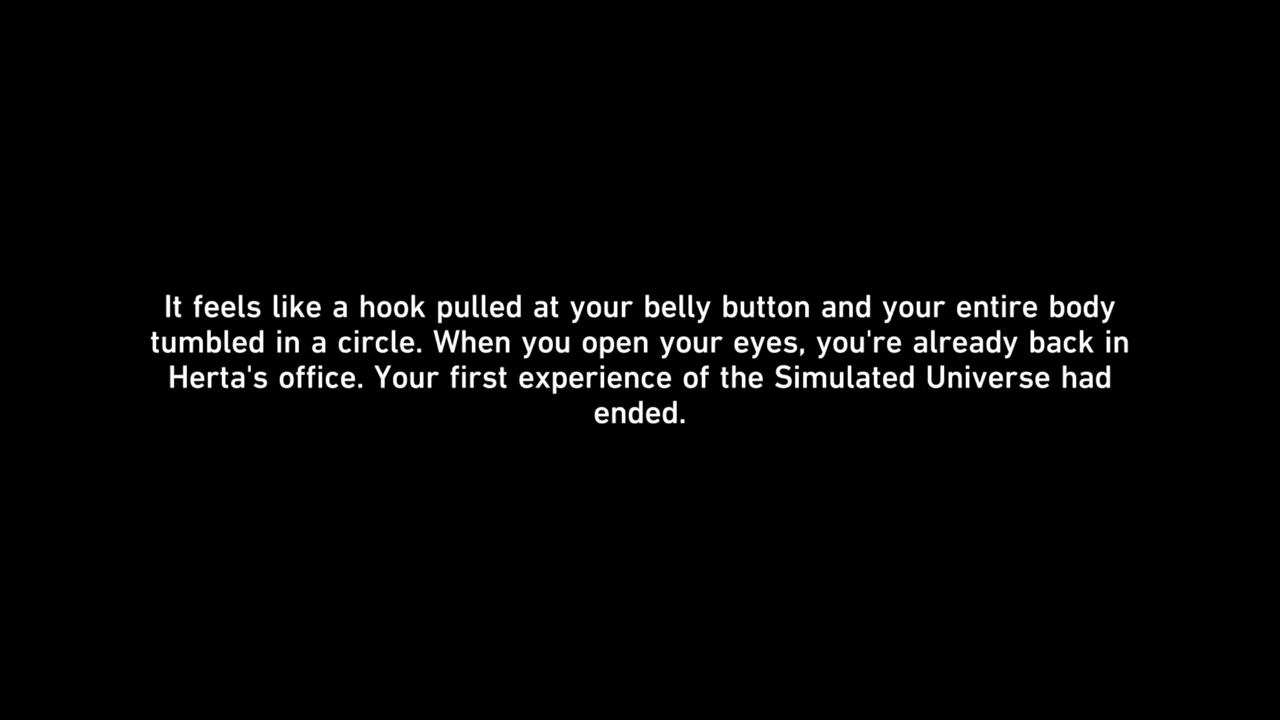 It feels like a hook pulled at your belly button and your entire body
tumbled in a circle. When you open your eyes, you're already back in
Herta's office. Your first experience of the Simulated Universe had
ended.